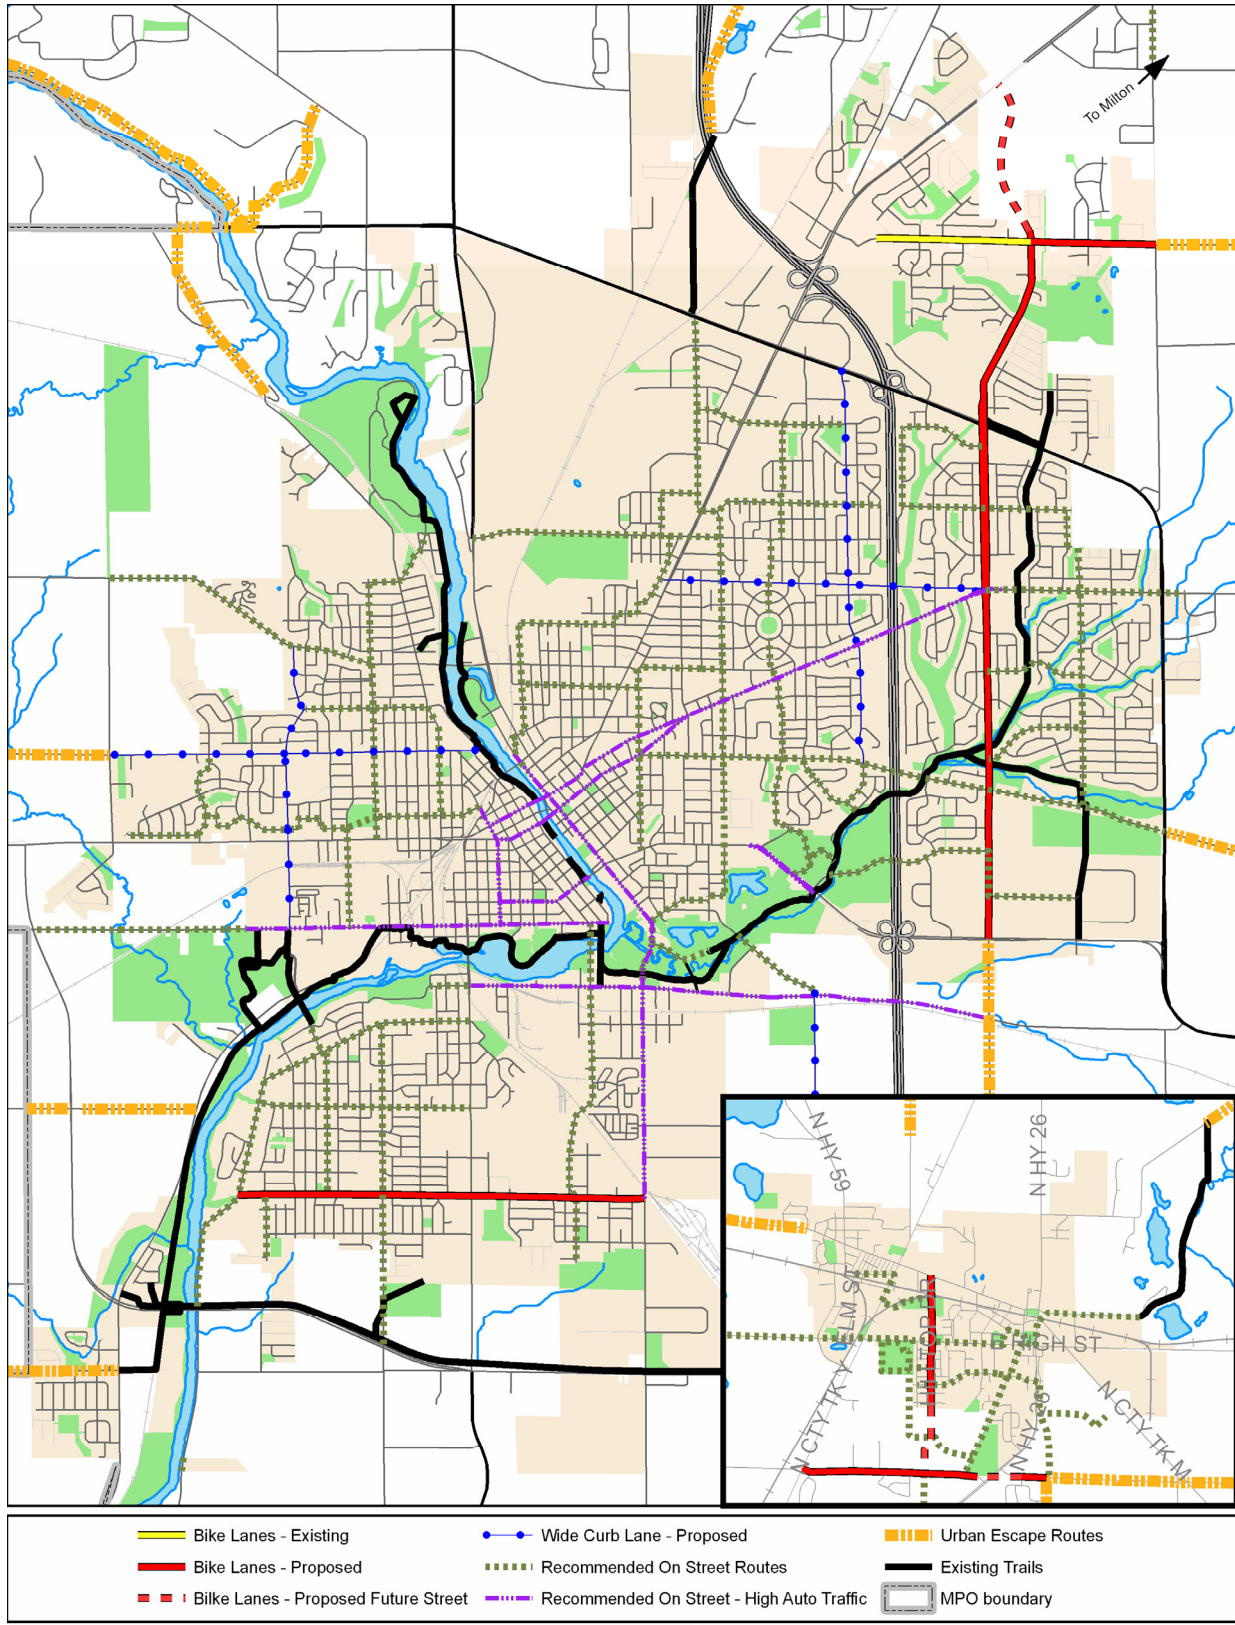 To Milton
N HY 59
N HY 26
ELM ST
E HIGH ST
N CTY TK Y
N HY 26
N CTY TK M
Bike Lanes - Existing
Wide Curb Lane - Proposed
Urban Escape Routes
Bike Lanes - Proposed
Recommended On Street Routes
Existing Trails
Bilke Lanes - Proposed Future Street
Recommended On Street - High Auto Traffic
MPO boundary